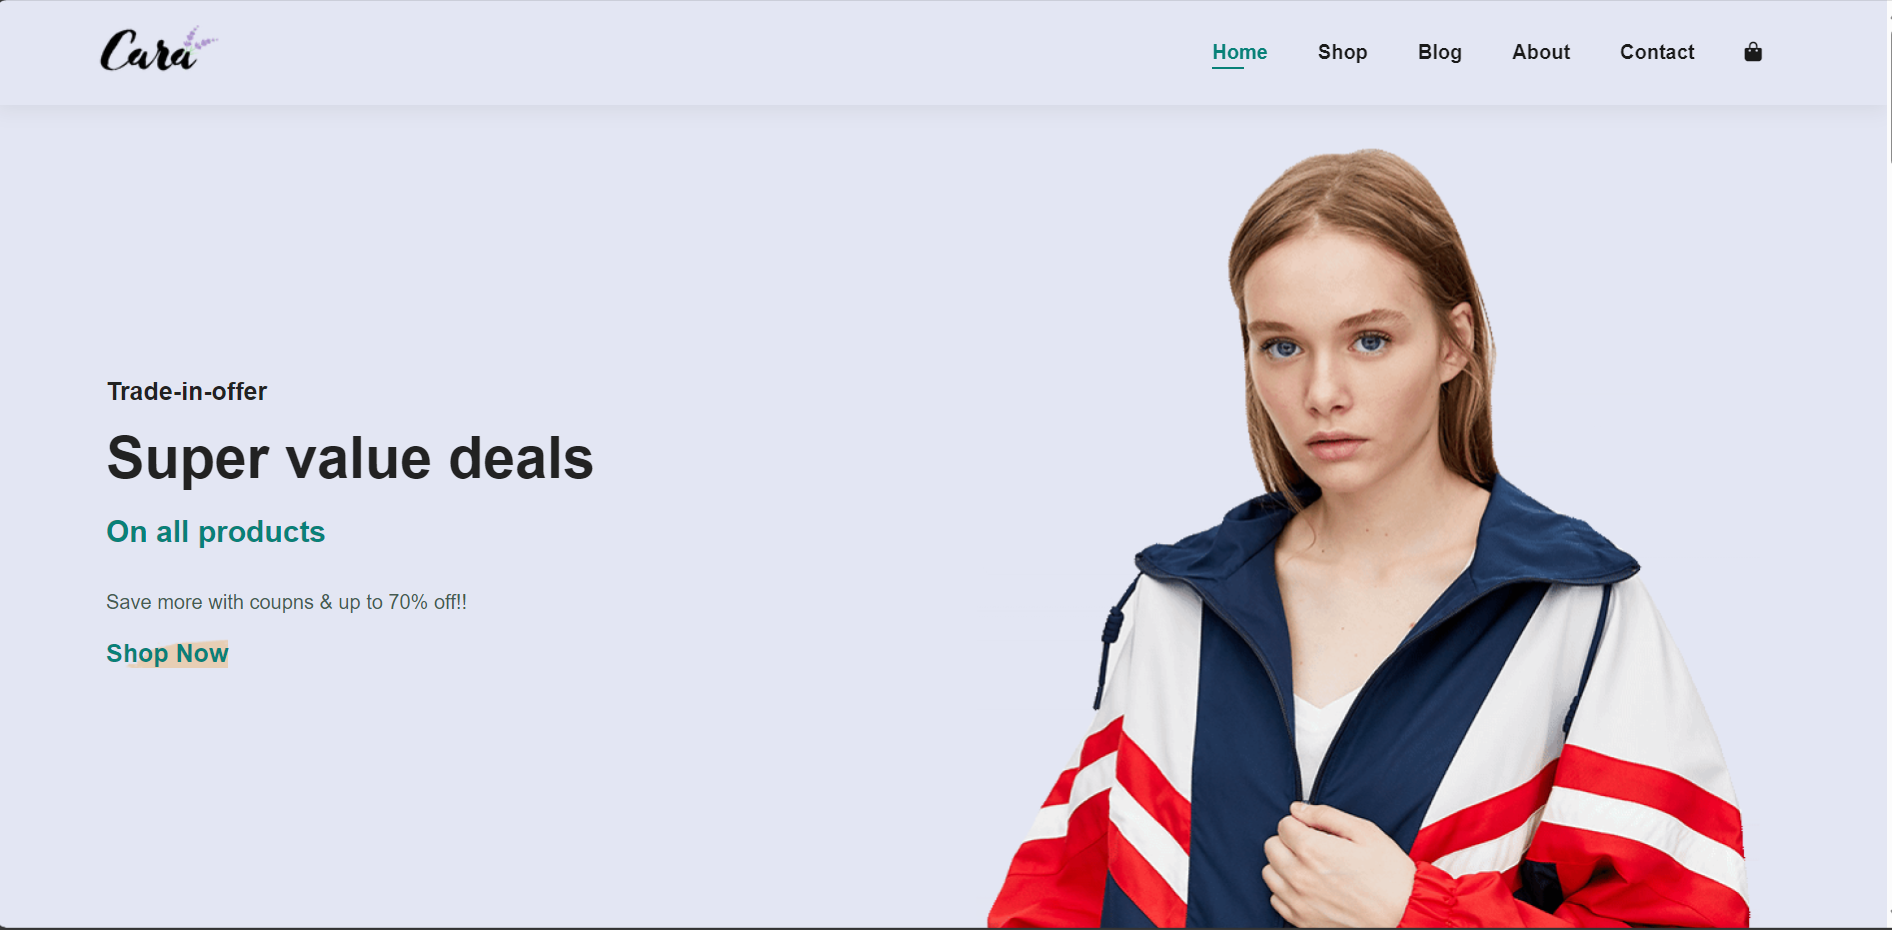 Cara
Home Shop Blog About Contact
Trade-in-offer
Super value deals
On all products
Save more with coupns & up to 70% off!!
Shop Now